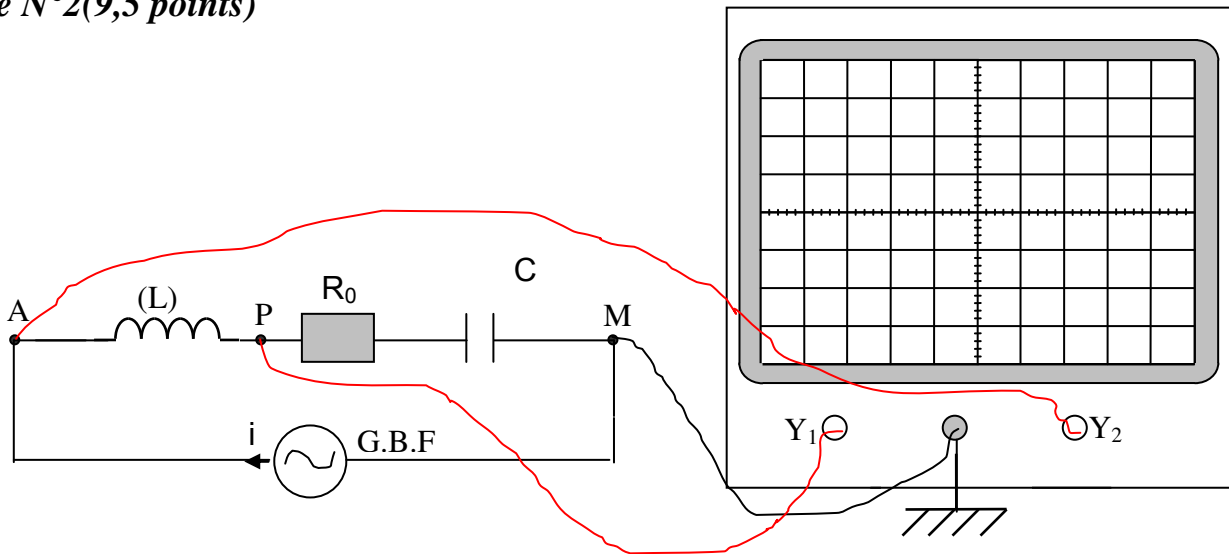 N°2(9,5 points)
C
R₀
(L)
A
P
M
Y₁
Y₂
i
G.B.F